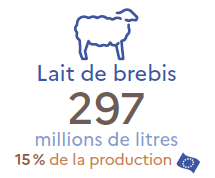 Lait de brebis
297
millions de litres
15 % de la production